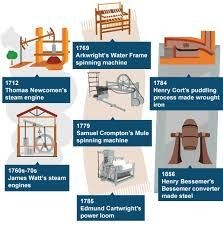 1712
Thomas Newcomen's
steam engine
1769
Arkwright's Water Frame
spinning machine
1784
Henry Cort's puddling
process made wrought
iron
1779
Samuel Crompton's Mule
spinning machine
1760s-70s
James Watt's steam
engines
1785
Edmund Cartwright's
power loom
1856
Henry Bessemer's
Bessemer converter
made steel